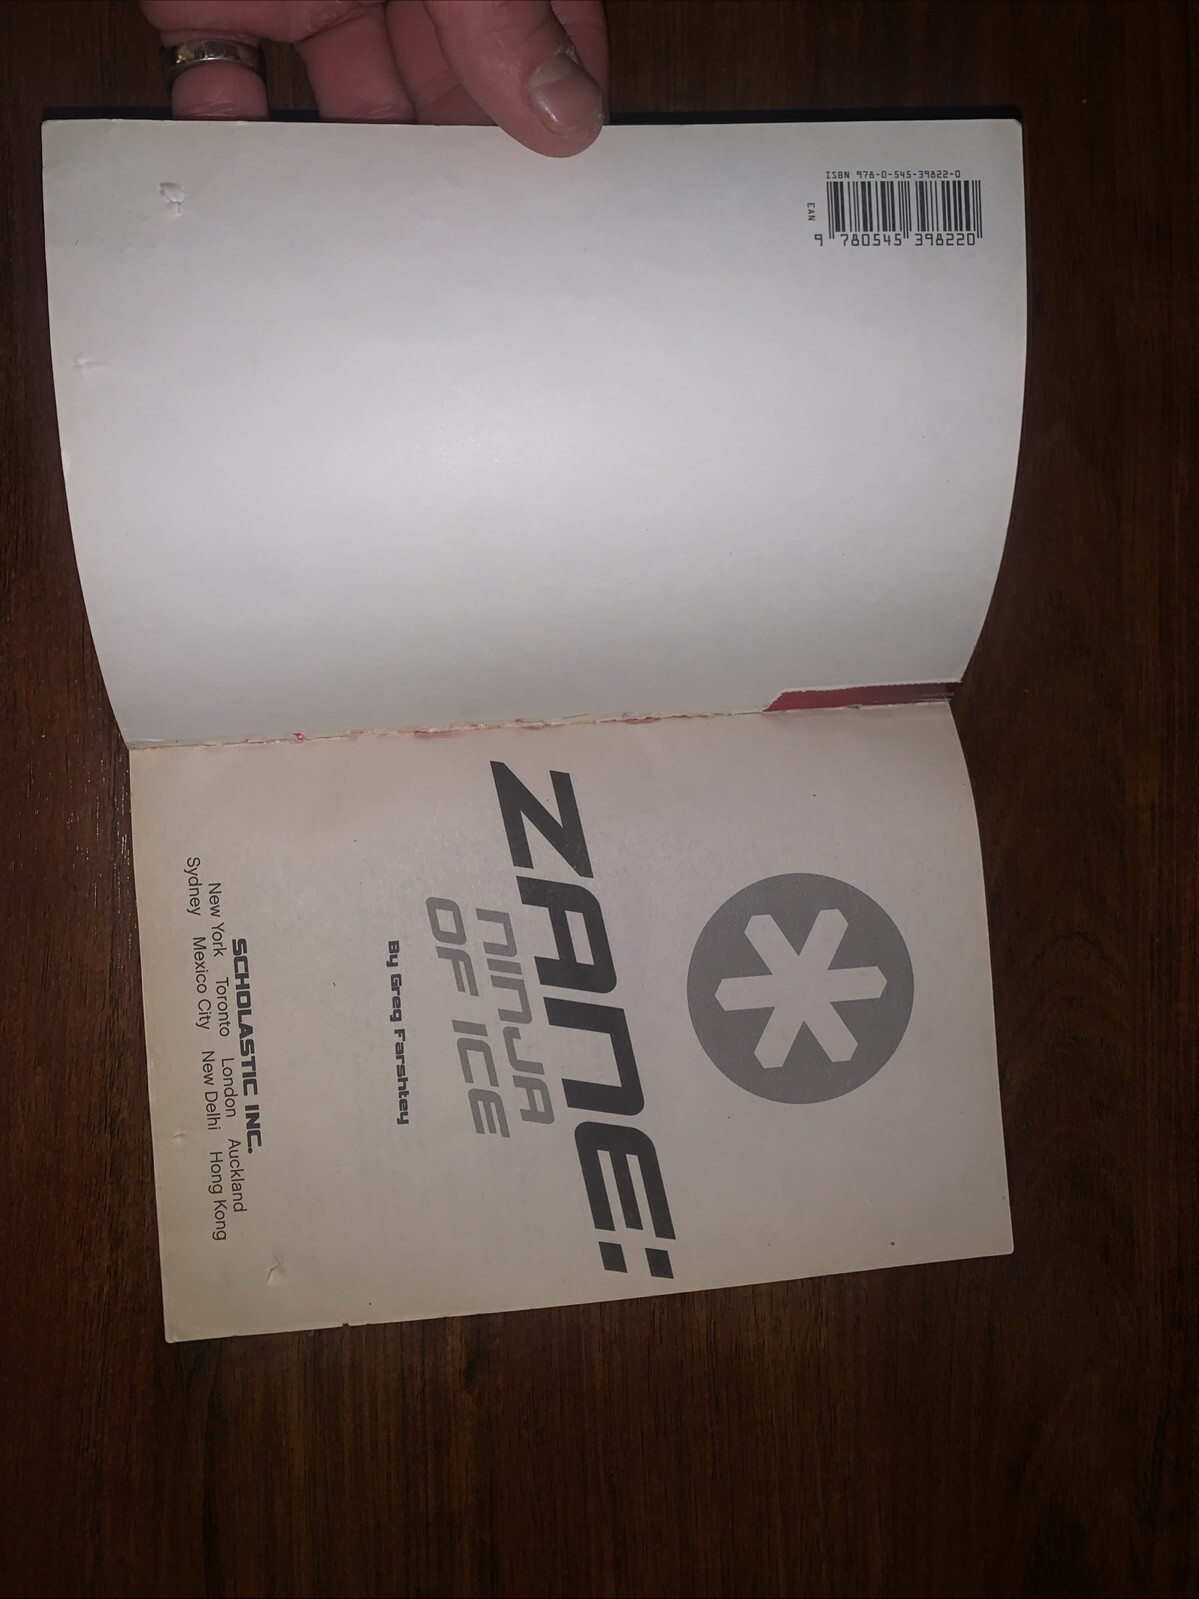 ISBN 978-0-545-39822-0
EAN
9 780545 398220
ZANE:
NINJA
OF ICE
By Greg Farshtey
SCHOLASTIC INC.
New York Toronto London Auckland
Sydney Mexico City New Delhi Hong Kong